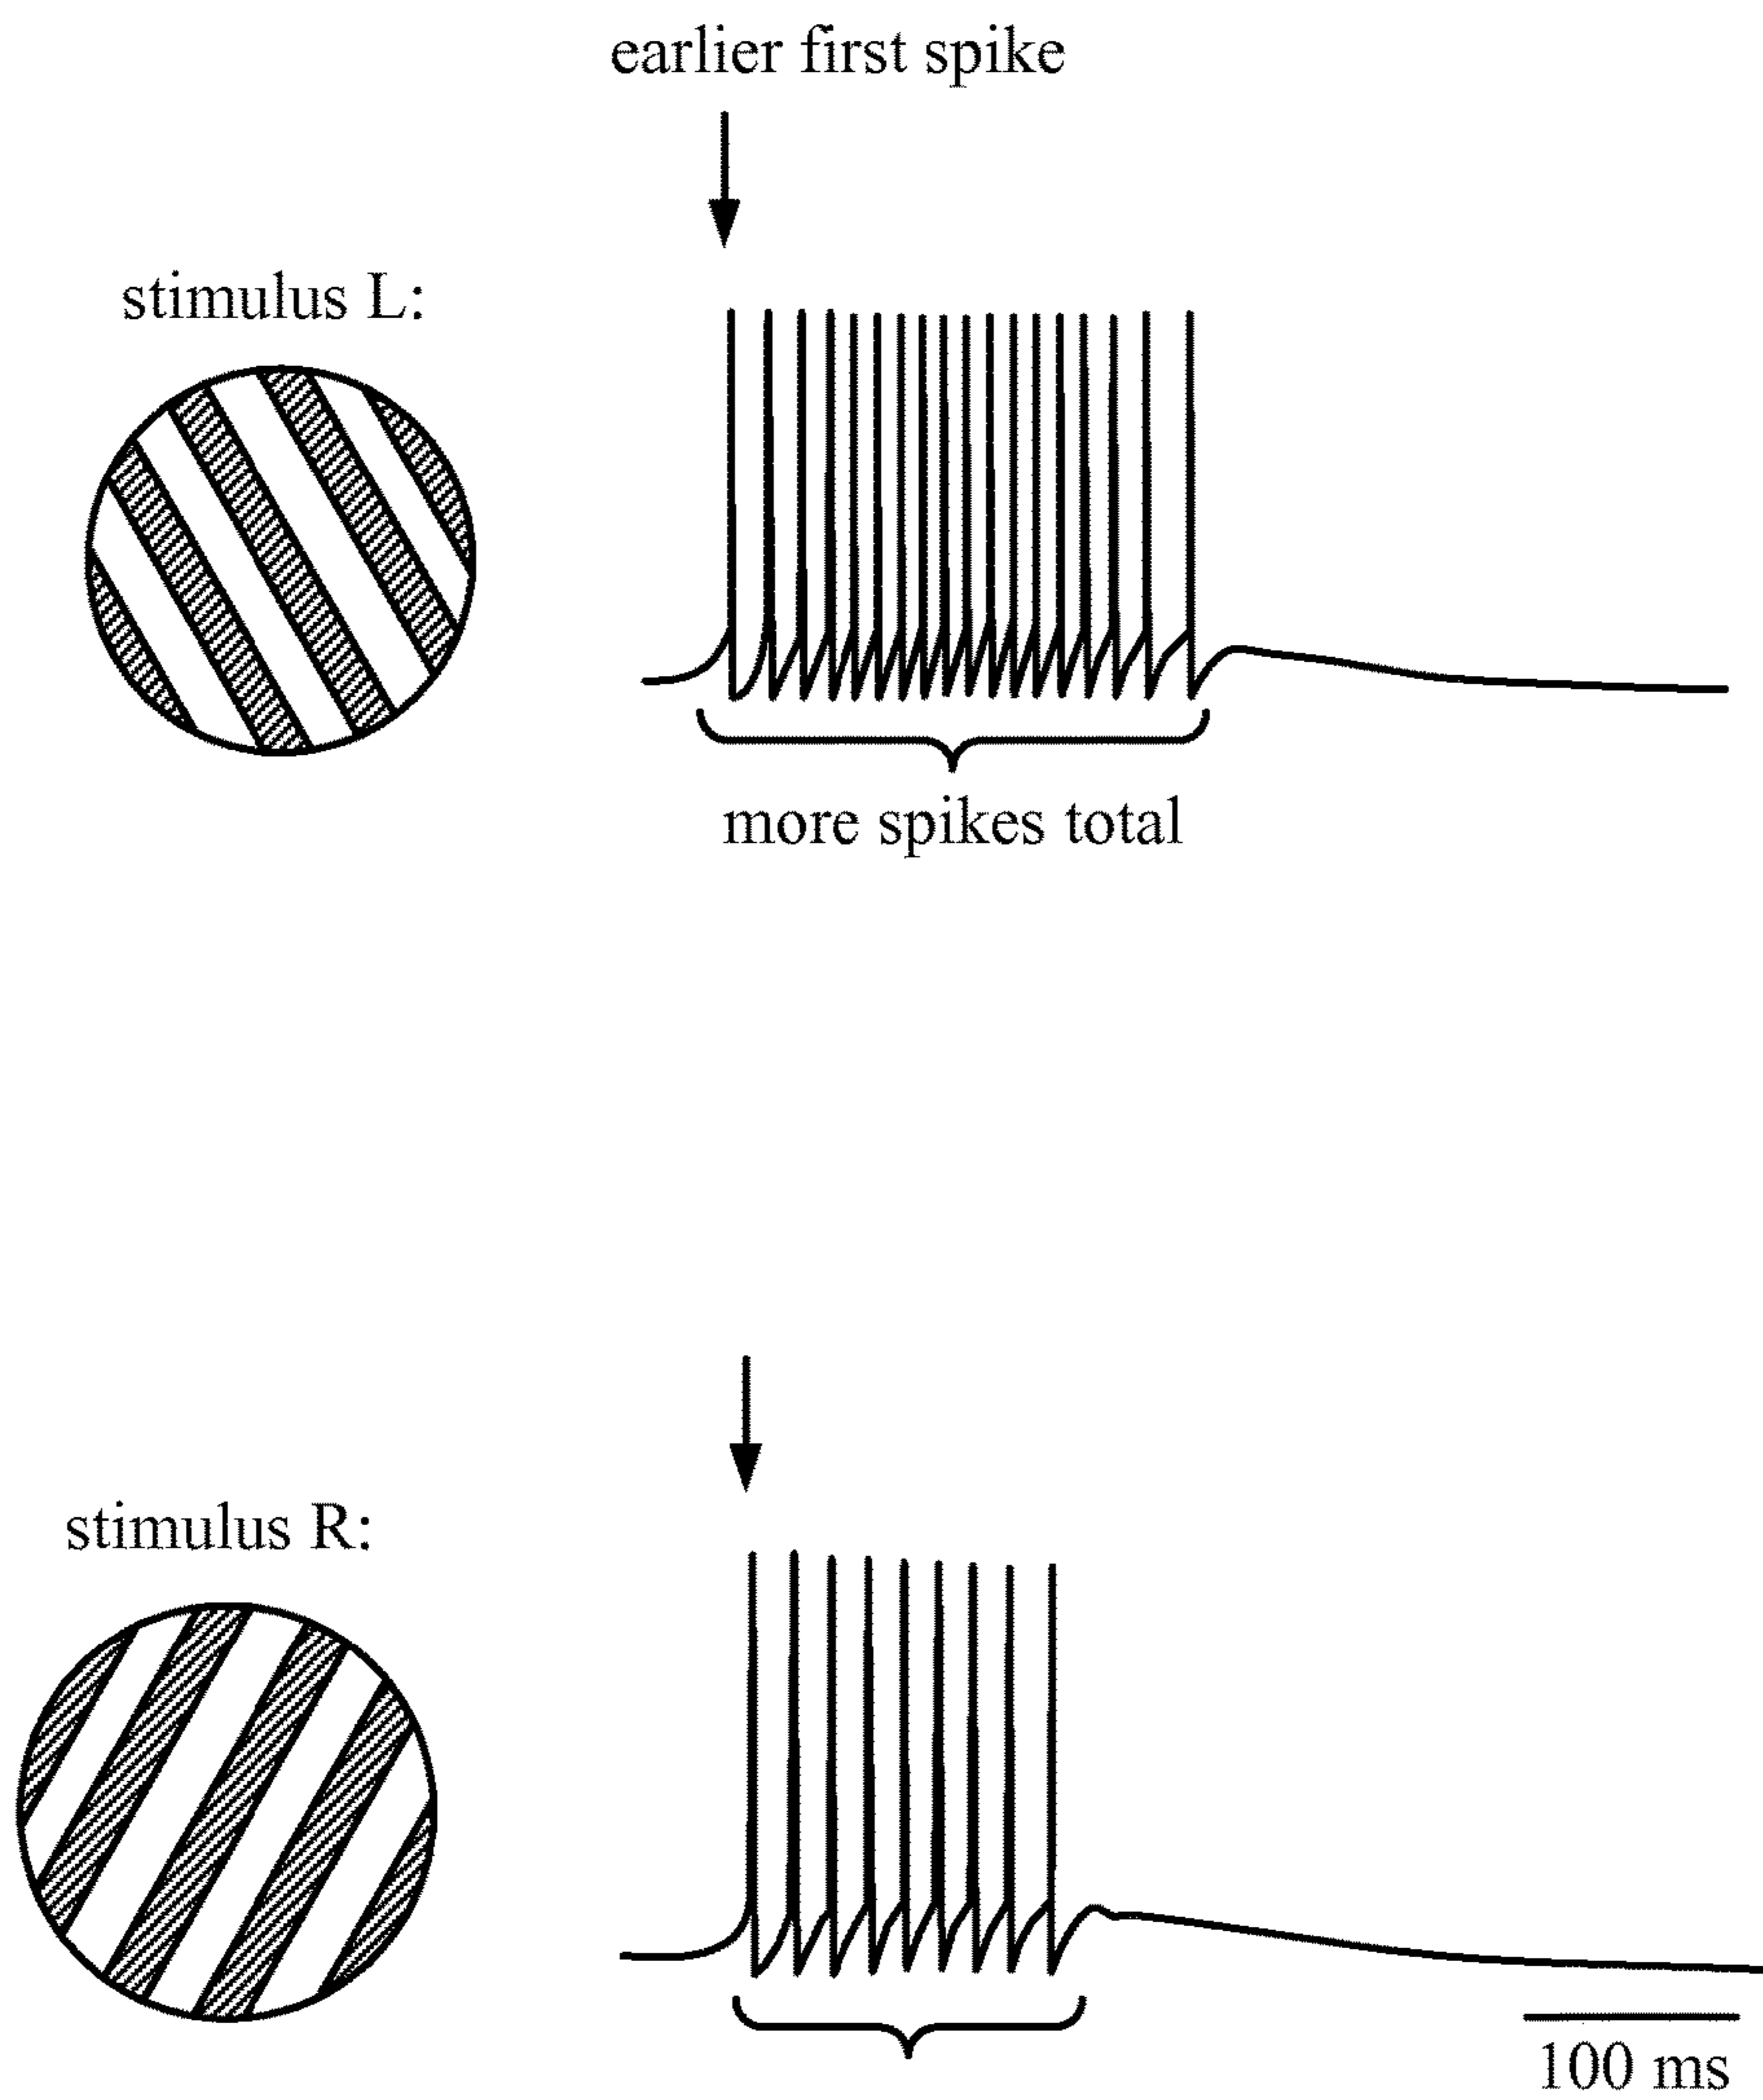 earlier first spike
stimulus L:
more spikes total
stimulus R:
100 ms